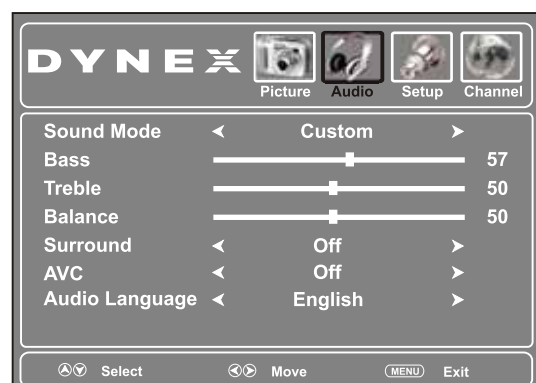 DYNEX
Picture Audio Setup Channel
Sound Mode Custom
Bass 57
Treble 50
Balance 50
Surround Off
AVC Off
Audio Language English
Select Move MENU Exit